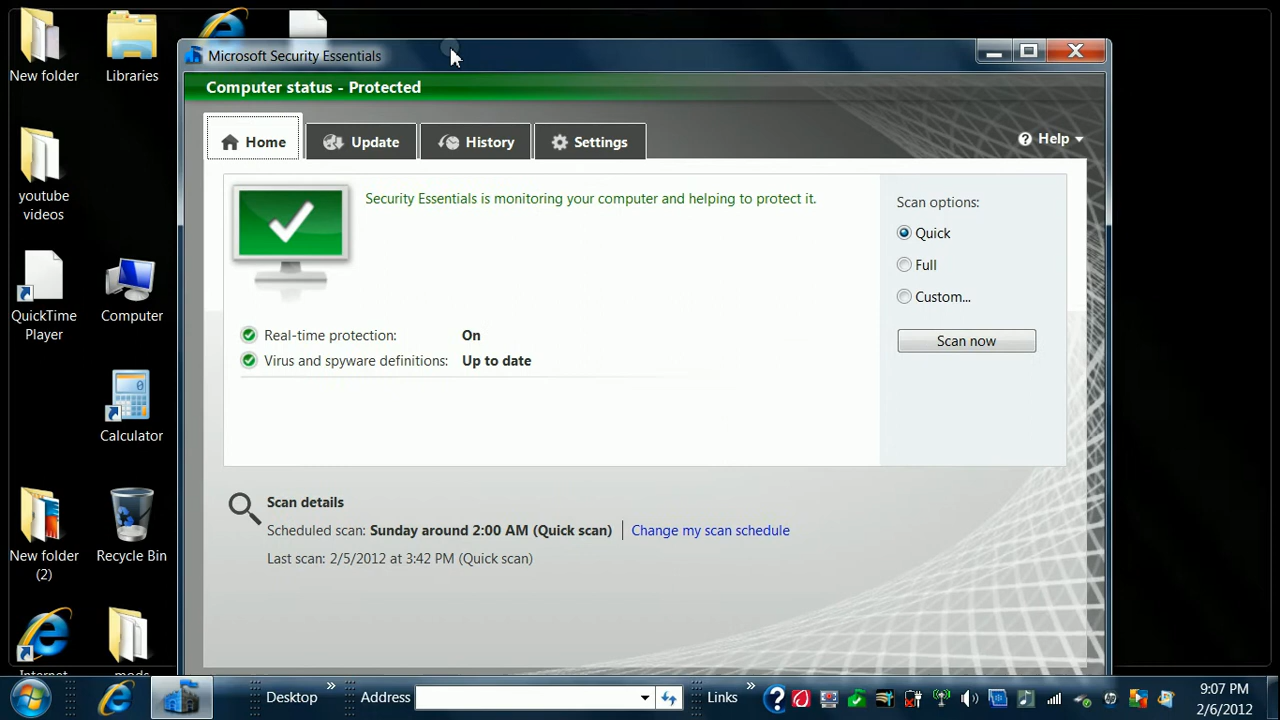 New folder
Libraries
youtube
videos
QuickTime
Player
Computer
Calculator
New folder
(2)
Recycle Bin
Microsoft Security Essentials
Computer status - Protected
Home
Update
History
Settings
Help
Security Essentials is monitoring your computer and helping to protect it.
Real-time protection: On
Virus and spyware definitions: Up to date
Scan options:
Quick
Full
Custom...
Scan now
Scan details
Scheduled scan: Sunday around 2:00 AM (Quick scan) Change my scan schedule
Last scan: 2/5/2012 at 3:42 PM (Quick scan)
Desktop
Address
Links
9:07 PM
2/6/2012